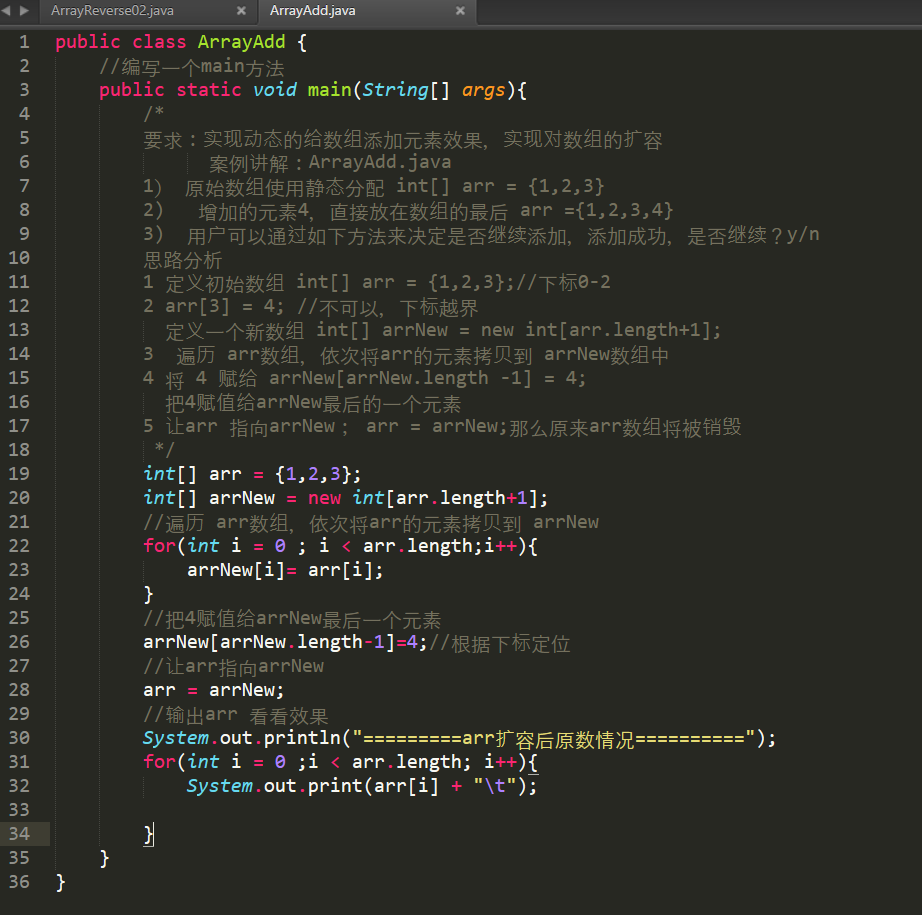 ArrayReverse02.java × ArrayAdd.java ×
1 public class ArrayAdd {
2 //编写一个main方法
3 public static void main(String[] args){
4 /*
5 要求：实现动态的给数组添加元素效果，实现对数组的扩容
6 案例讲解：ArrayAdd.java
7 1） 原始数组使用静态分配 int[] arr = {1,2,3}
8 2） 增加的元素4，直接放在数组的最后 arr ={1,2,3,4}
9 3） 用户可以通过如下方法来决定是否继续添加，添加成功，是否继续？y/n
10 思路分析
11 1 定义初始数组 int[] arr = {1,2,3};//下标0-2
12 2 arr[3] = 4; //不可以，下标越界
13 定义一个新数组 int[] arrNew = new int[arr.length+1];
14 3 遍历 arr数组，依次将arr的元素拷贝到 arrNew数组中
15 4 将 4 赋给 arrNew[arrNew.length -1] = 4;
16 把4赋值给arrNew最后的一个元素
17 5 让arr 指向arrNew； arr = arrNew;那么原来arr数组将被销毁
18 */
19 int[] arr = {1,2,3};
20 int[] arrNew = new int[arr.length+1];
21 //遍历 arr数组，依次将arr的元素拷贝到 arrNew
22 for(int i = 0 ; i < arr.length;i++){
23 arrNew[i]= arr[i];
24 }
25 //把4赋值给arrNew最后一个元素
26 arrNew[arrNew.length-1]=4;//根据下标定位
27 //让arr指向arrNew
28 arr = arrNew;
29 //输出arr 看看效果
30 System.out.println("=========arr扩容后原数情况==========");
31 for(int i = 0 ;i < arr.length; i++){
32 System.out.print(arr[i] + "\t");
33
34 }
35 }
36 }